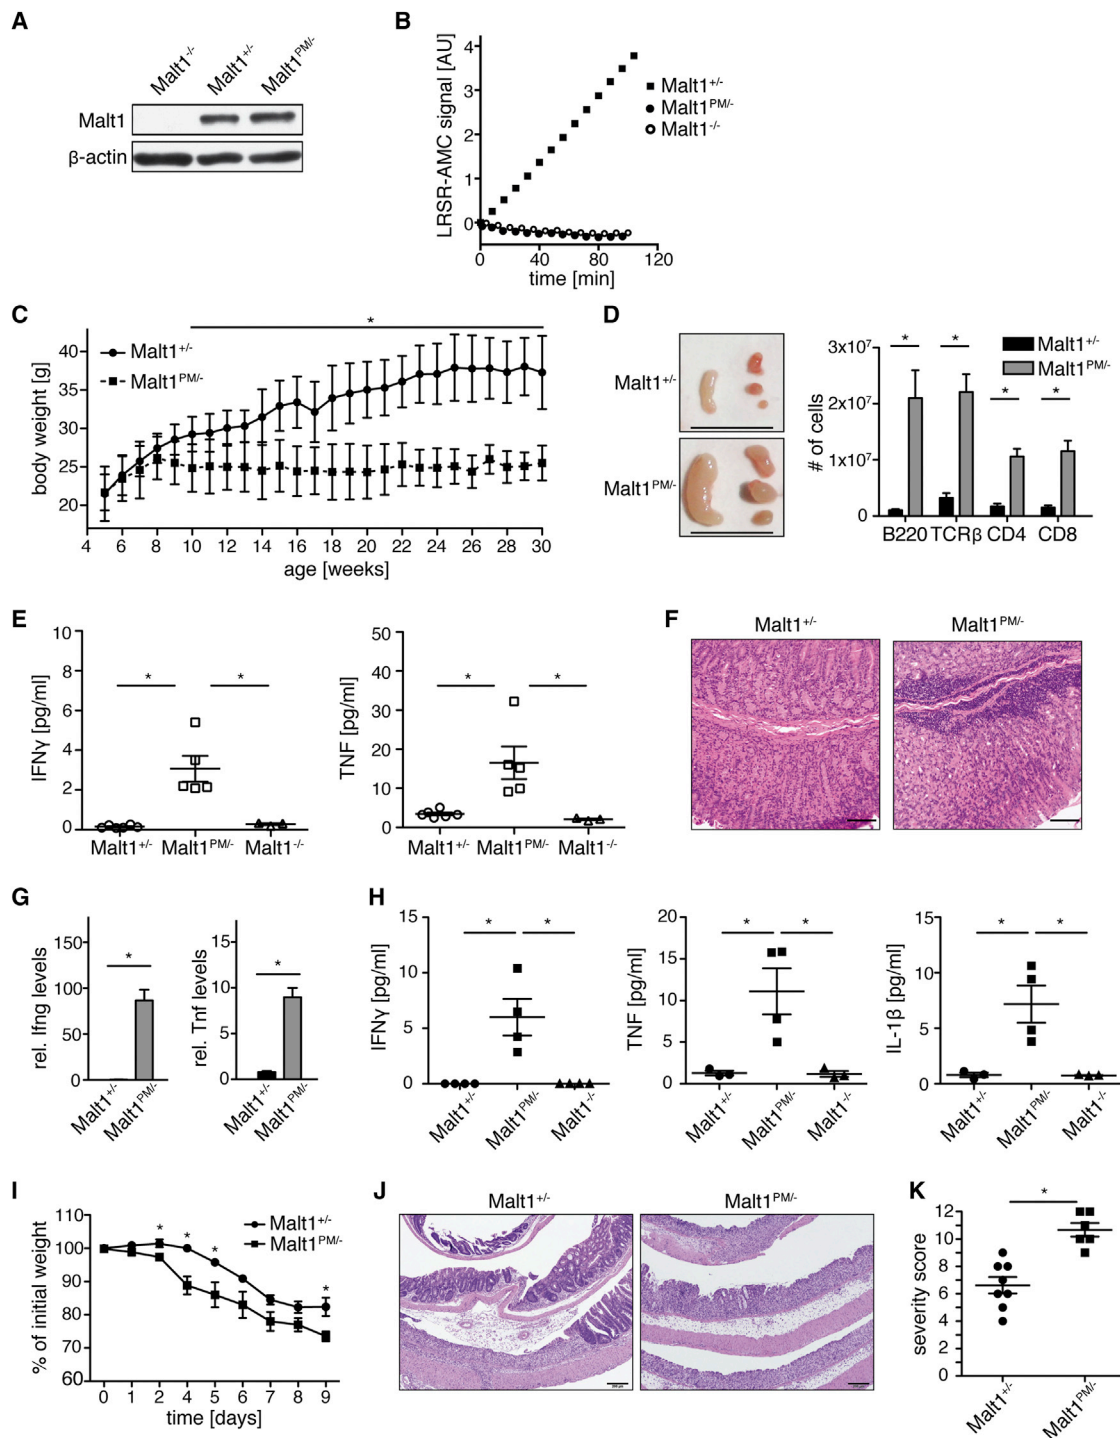 A
Malt1-/-
Malt1+/-
Malt1PM/-
Malt1
β-actin
B
LRSR-AMC signal [AU]
4
3
2
1
0
0 40 80 120
time [min]
Malt1+/-
Malt1PM/-
Malt1-/-
C
body weight [g]
40
35
30
25
20
*
Malt1+/-
Malt1PM/-
4 6 8 10 12 14 16 18 20 22 24 26 28 30
age [weeks]
D
Malt1+/-
Malt1PM/-
# of cells
3x10^7
2x10^7
1x10^7
0
* * * *
Malt1+/-
Malt1PM/-
B220 TCRβ CD4 CD8
E
IFNγ [pg/ml]
10
8
6
4
2
0
* *
Malt1+/- Malt1PM/- Malt1-/-
TNF [pg/ml]
50
40
30
20
10
0
* *
Malt1+/- Malt1PM/- Malt1-/-
F
Malt1+/- Malt1PM/-
G
rel. Ifng levels
150
100
50
0
*
Malt1+/-
Malt1PM/-
rel. Tnf levels
15
10
5
0
*
Malt1+/-
Malt1PM/-
H
IFNγ [pg/ml]
15
10
5
0
* *
Malt1+/-
Malt1PM/-
Malt1-/-
TNF [pg/ml]
20
15
10
5
0
* *
Malt1+/-
Malt1PM/-
Malt1-/-
IL-1β [pg/ml]
15
10
5
0
* *
Malt1+/-
Malt1PM/-
Malt1-/-
I
% of initial weight
110
100
90
80
70
60
* * * *
Malt1+/-
Malt1PM/-
0 1 2 4 5 6 7 8 9
time [days]
J
Malt1+/- Malt1PM/-
K
severity score
12
10
8
6
4
2
0
*
Malt1+/-
Malt1PM/-